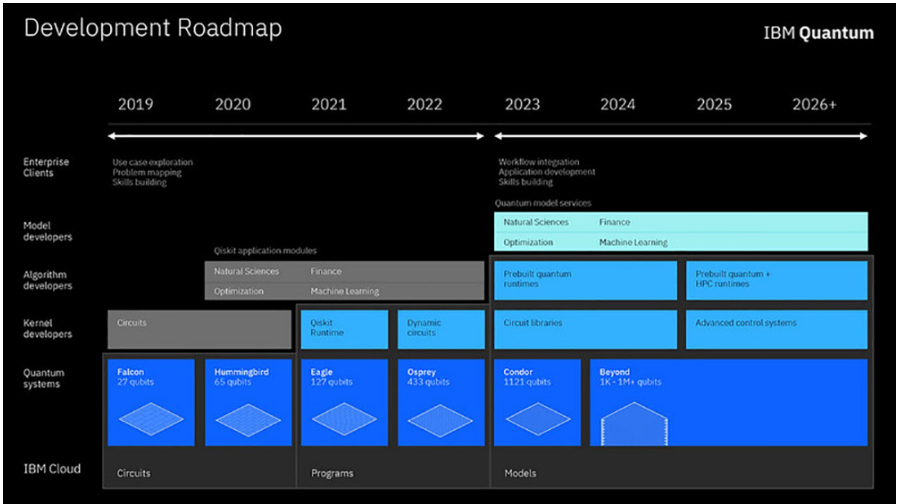 Development Roadmap
IBM Quantum
2019 2020 2021 2022 2023 2024 2025 2026+
Enterprise
Clients
Use case exploration
Problem mapping
Skills building
Workflow integration
Application development
Skills building
Model
developers
Quantum model services
Natural Sciences Finance
Optimization Machine Learning
Algorithm
developers
Qiskit application modules
Natural Sciences Finance
Optimization Machine Learning
Prebuilt quantum
runtimes
Prebuilt quantum +
HPC runtimes
Kernel
developers
Circuits
Qiskit
Runtime
Dynamic
circuits
Circuit libraries
Advanced control systems
Quantum
systems
Falcon
27 qubits
Hummingbird
65 qubits
Eagle
127 qubits
Osprey
433 qubits
Condor
1121 qubits
Beyond
1K - 1M+ qubits
IBM Cloud
Circuits
Programs
Models